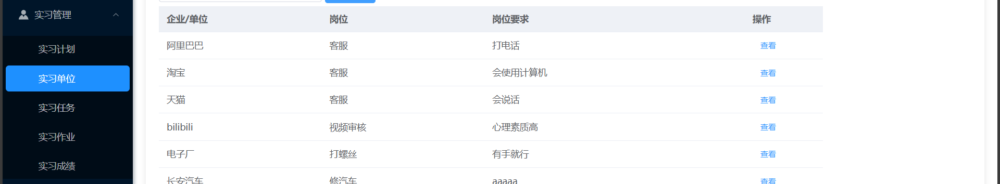 实习管理
实习计划
实习单位
实习任务
实习作业
实习成绩
企业/单位 岗位 岗位要求 操作
阿里巴巴 客服 打电话 查看
淘宝 客服 会使用计算机 查看
天猫 客服 会说话 查看
bilibili 视频审核 心理素质高 查看
电子厂 打螺丝 有手就行 查看
长安汽车 修汽车 aaaaa 查看